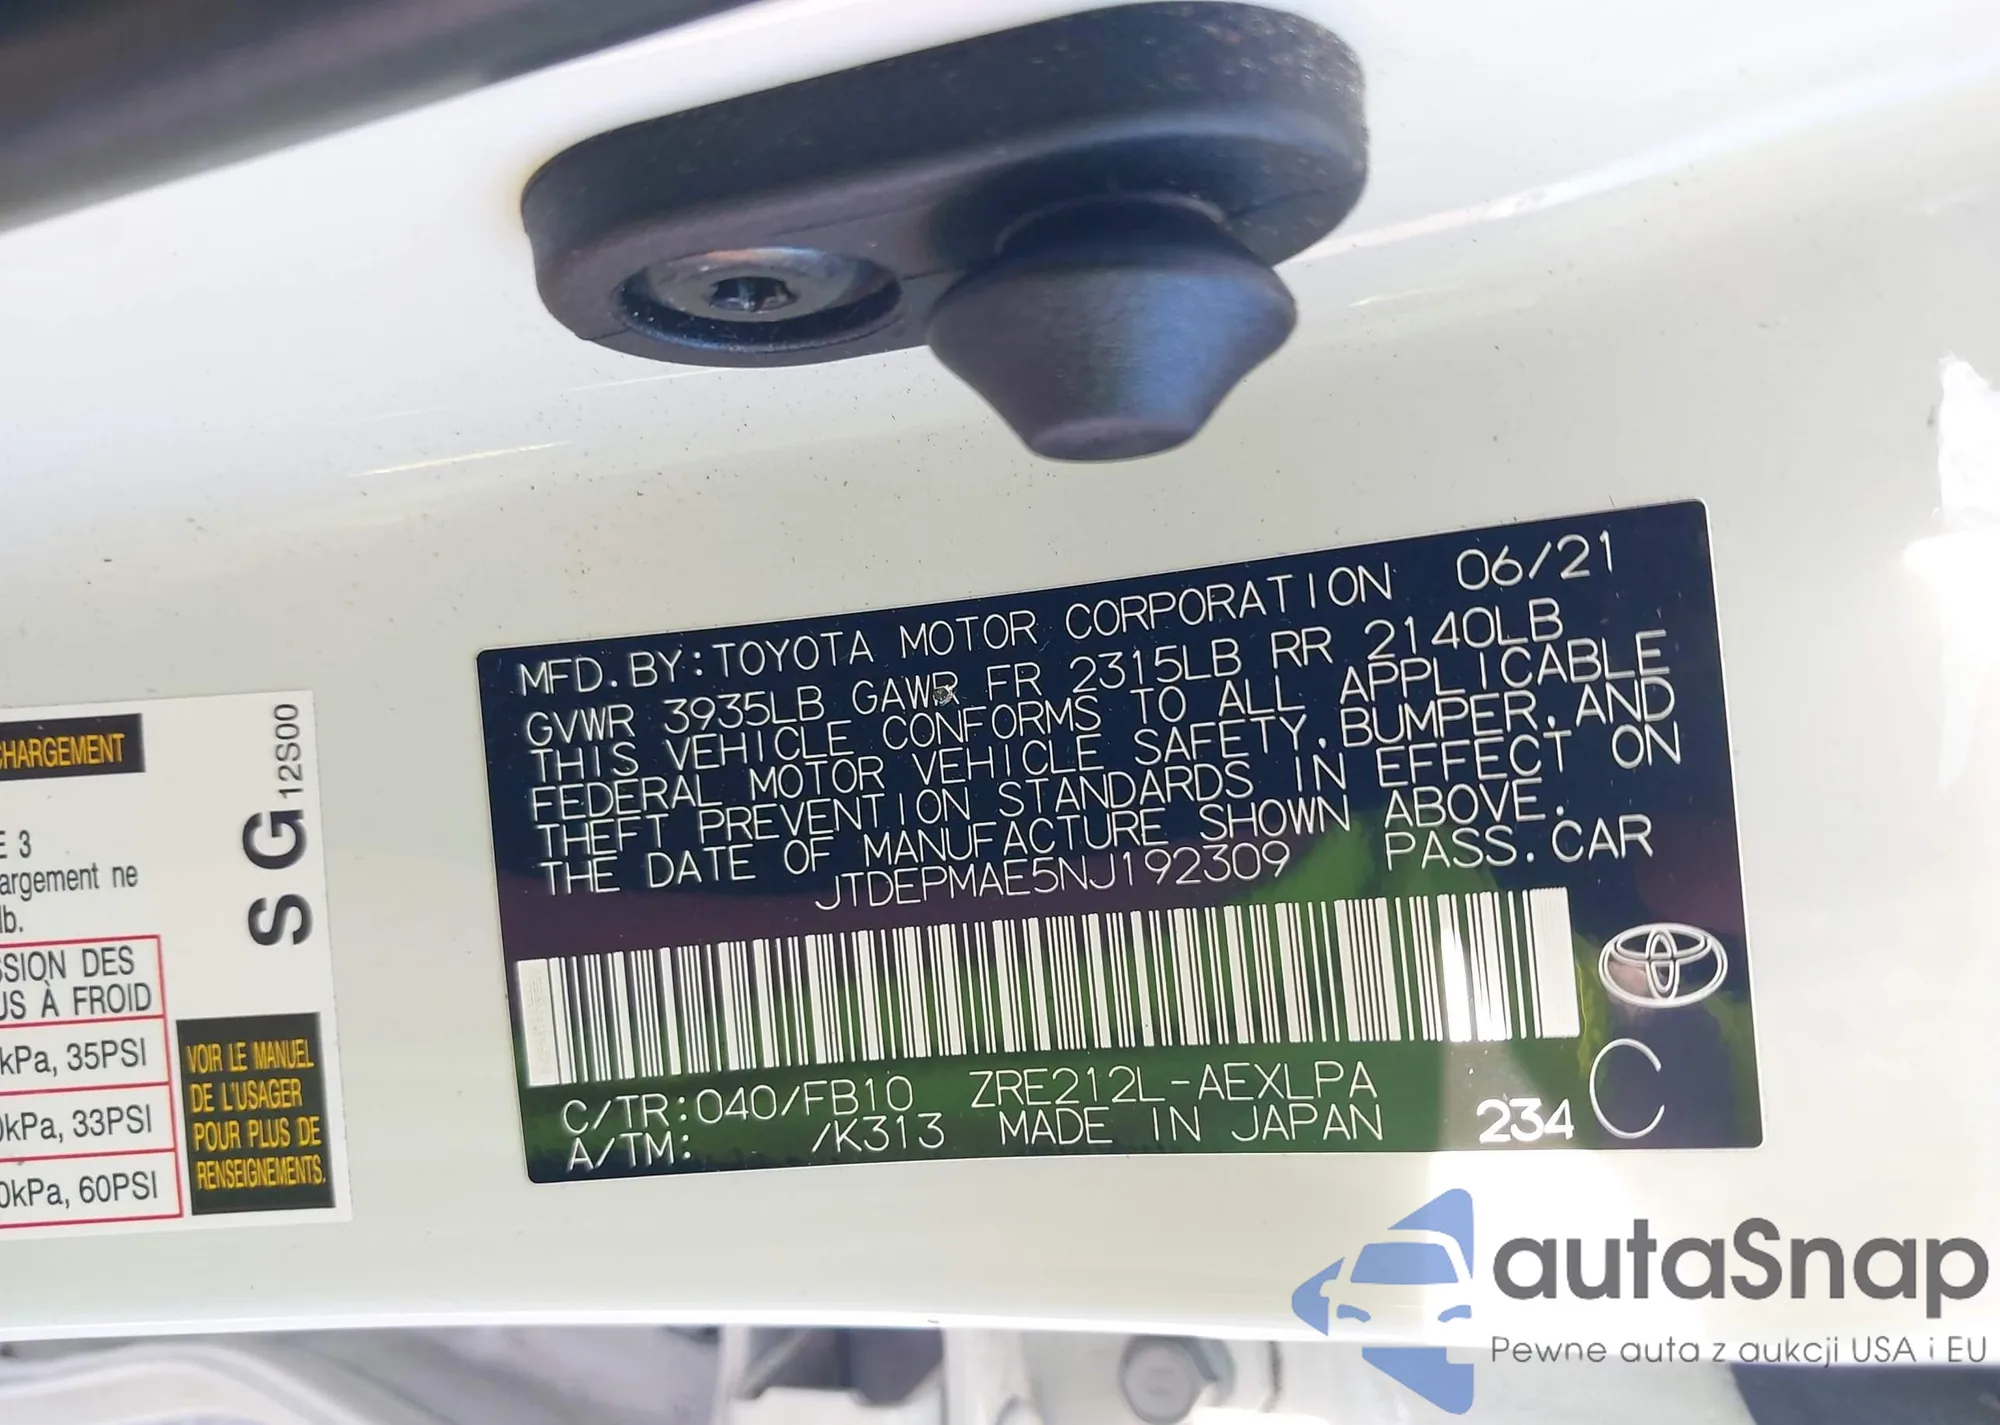 MFD. BY: TOYOTA MOTOR CORPORATION 06/21
GVWR 3935LB GAWR FR 2315LB RR 2140LB
THIS VEHICLE CONFORMS TO ALL APPLICABLE
FEDERAL MOTOR VEHICLE SAFETY, BUMPER, AND
THEFT PREVENTION STANDARDS IN EFFECT ON
THE DATE OF MANUFACTURE SHOWN ABOVE.
JTDEPMAE5NJ192309 PASS. CAR
C/TR: 040/FB10 ZRE212L-AEXLPA
A/TM: /K313 MADE IN JAPAN 234 C
CHARGEMENT
E 3
argement ne
lb.
SION DES
US À FROID
kPa, 35PSI
0kPa, 33PSI
0kPa, 60PSI
S G 12S00
VOIR LE MANUEL
DE L'USAGER
POUR PLUS DE
RENSEIGNEMENTS.
autaSnap
Pewne auta z aukcji USA i EU